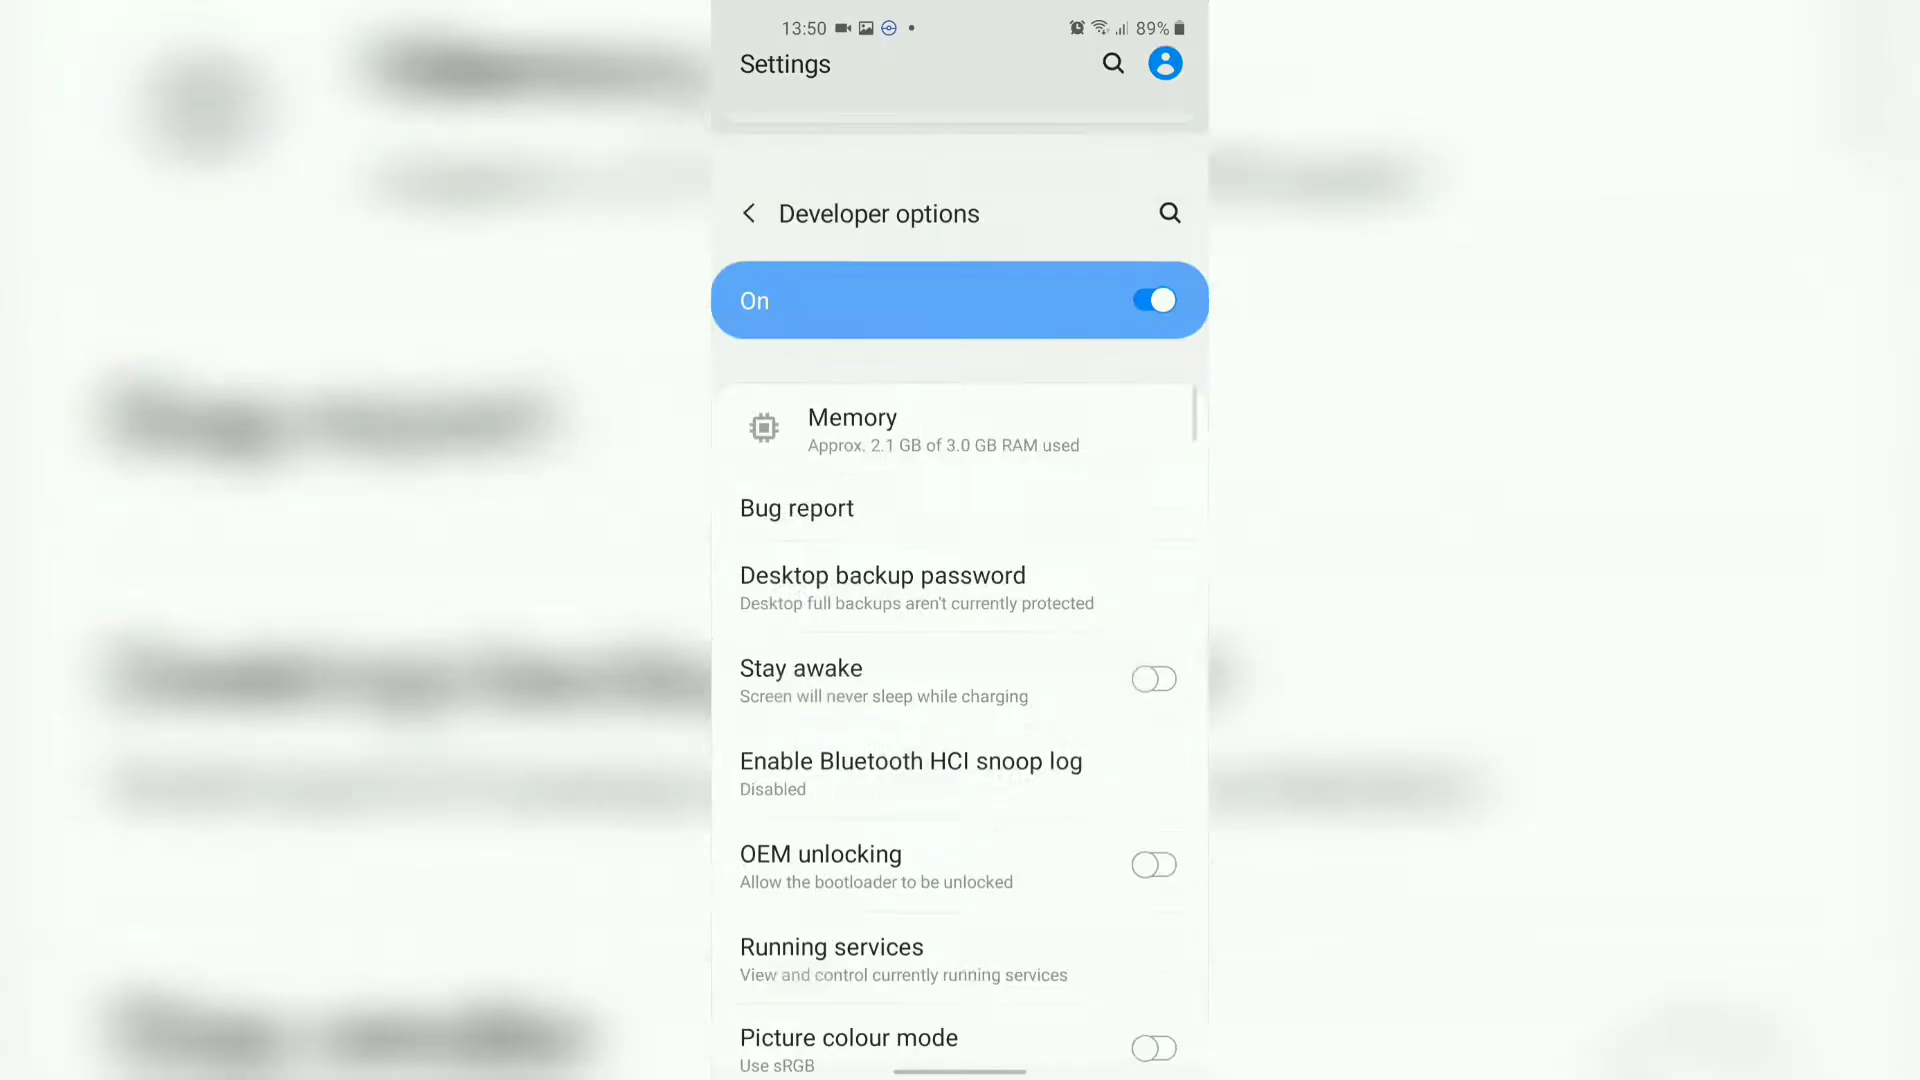 13:50
89%
Settings
Developer options
On
Memory
Approx. 2.1 GB of 3.0 GB RAM used
Bug report
Desktop backup password
Desktop full backups aren't currently protected
Stay awake
Screen will never sleep while charging
Enable Bluetooth HCI snoop log
Disabled
OEM unlocking
Allow the bootloader to be unlocked
Running services
View and control currently running services
Picture colour mode
Use sRGB